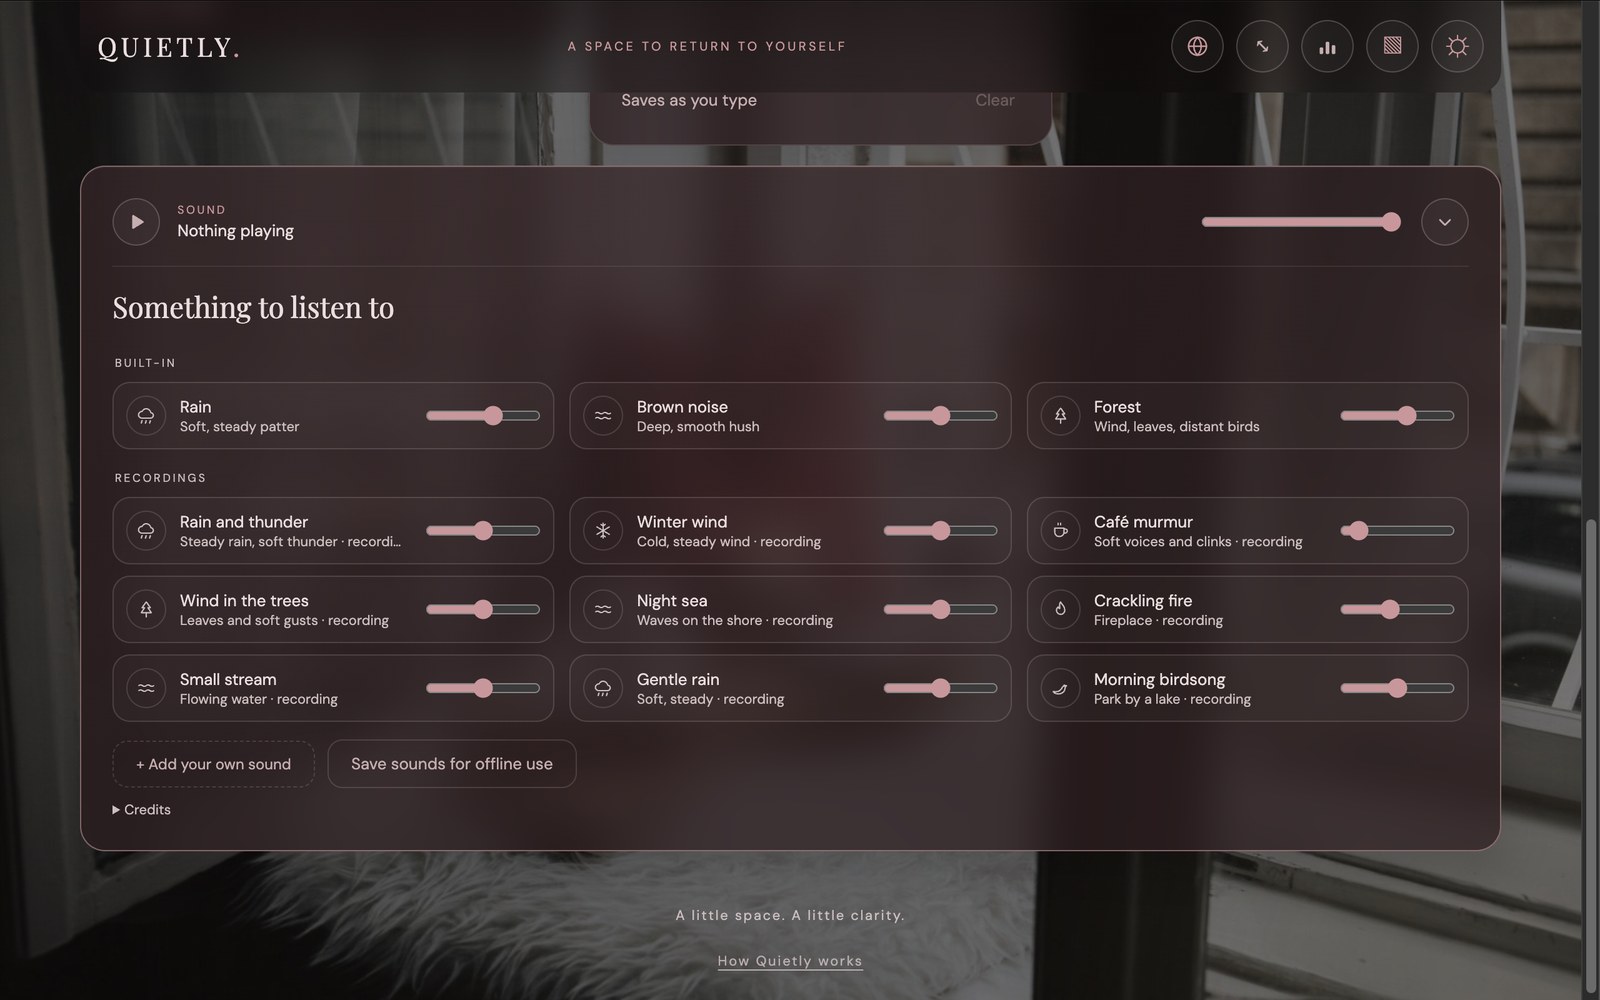 QUIETLY.
A SPACE TO RETURN TO YOURSELF
Saves as you type
Clear
SOUND
Nothing playing
Something to listen to
BUILT-IN
Rain
Soft, steady patter
Brown noise
Deep, smooth hush
Forest
Wind, leaves, distant birds
RECORDINGS
Rain and thunder
Steady rain, soft thunder · recordi...
Winter wind
Cold, steady wind · recording
Café murmur
Soft voices and clinks · recording
Wind in the trees
Leaves and soft gusts · recording
Night sea
Waves on the shore · recording
Crackling fire
Fireplace · recording
Small stream
Flowing water · recording
Gentle rain
Soft, steady · recording
Morning birdsong
Park by a lake · recording
+ Add your own sound
Save sounds for offline use
Credits
A little space. A little clarity.
How Quietly works